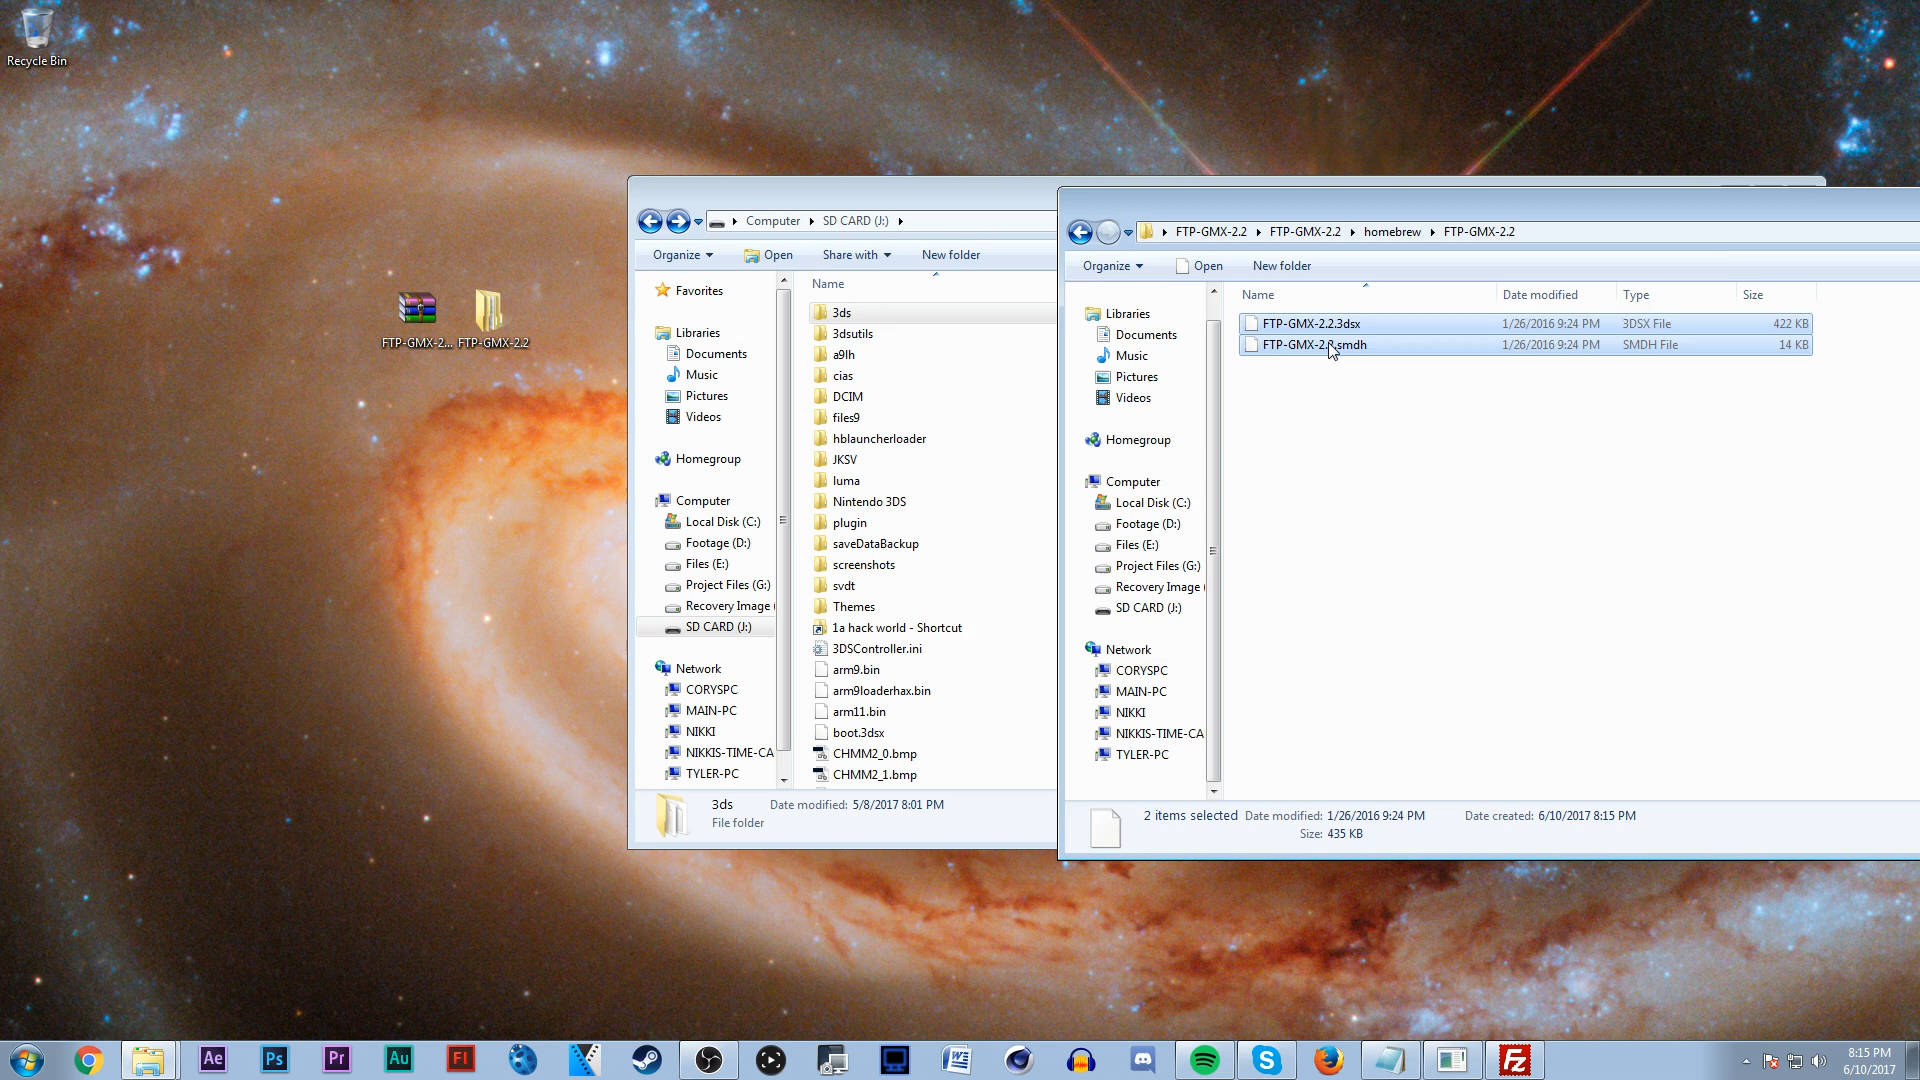 Recycle Bin
FTP-GMX-2...
FTP-GMX-2.2
Computer
SD CARD (J:)
Organize
Open
Share with
New folder
Favorites
Libraries
Documents
Music
Pictures
Videos
Homegroup
Computer
Local Disk (C:)
Footage (D:)
Files (E:)
Project Files (G:)
Recovery Image
SD CARD (J:)
Network
CORYSPC
MAIN-PC
NIKKI
NIKKIS-TIME-CA
TYLER-PC
Name
3ds
3dsutils
a9lh
cias
DCIM
files9
hblauncherloader
JKSV
luma
Nintendo 3DS
plugin
saveDataBackup
screenshots
svdt
Themes
1a hack world - Shortcut
3DSController.ini
arm9.bin
arm9loaderhax.bin
arm11.bin
boot.3dsx
CHMM2_0.bmp
CHMM2_1.bmp
3ds Date modified: 5/8/2017 8:01 PM
File folder
FTP-GMX-2.2 FTP-GMX-2.2 homebrew FTP-GMX-2.2
Organize
Open
New folder
Libraries
Documents
Music
Pictures
Videos
Homegroup
Computer
Local Disk (C:)
Footage (D:)
Files (E:)
Project Files (G:)
Recovery Image
SD CARD (J:)
Network
CORYSPC
MAIN-PC
NIKKI
NIKKIS-TIME-CA
TYLER-PC
Name Date modified Type Size
FTP-GMX-2.2.3dsx 1/26/2016 9:24 PM 3DSX File 422 KB
FTP-GMX-2.2.smdh 1/26/2016 9:24 PM SMDH File 14 KB
2 items selected Date modified: 1/26/2016 9:24 PM Date created: 6/10/2017 8:15 PM
Size: 435 KB
Ae
Ps
Pr
Au
Fl
W
S
Fz
8:15 PM
6/10/2017